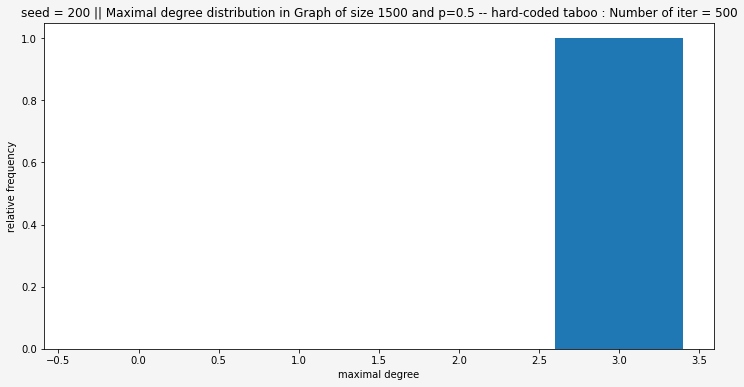 seed = 200 || Maximal degree distribution in Graph of size 1500 and p=0.5 -- hard-coded taboo : Number of iter = 500
1.0
0.8
0.6
0.4
0.2
0.0
relative frequency
−0.5 0.0 0.5 1.0 1.5 2.0 2.5 3.0 3.5
maximal degree